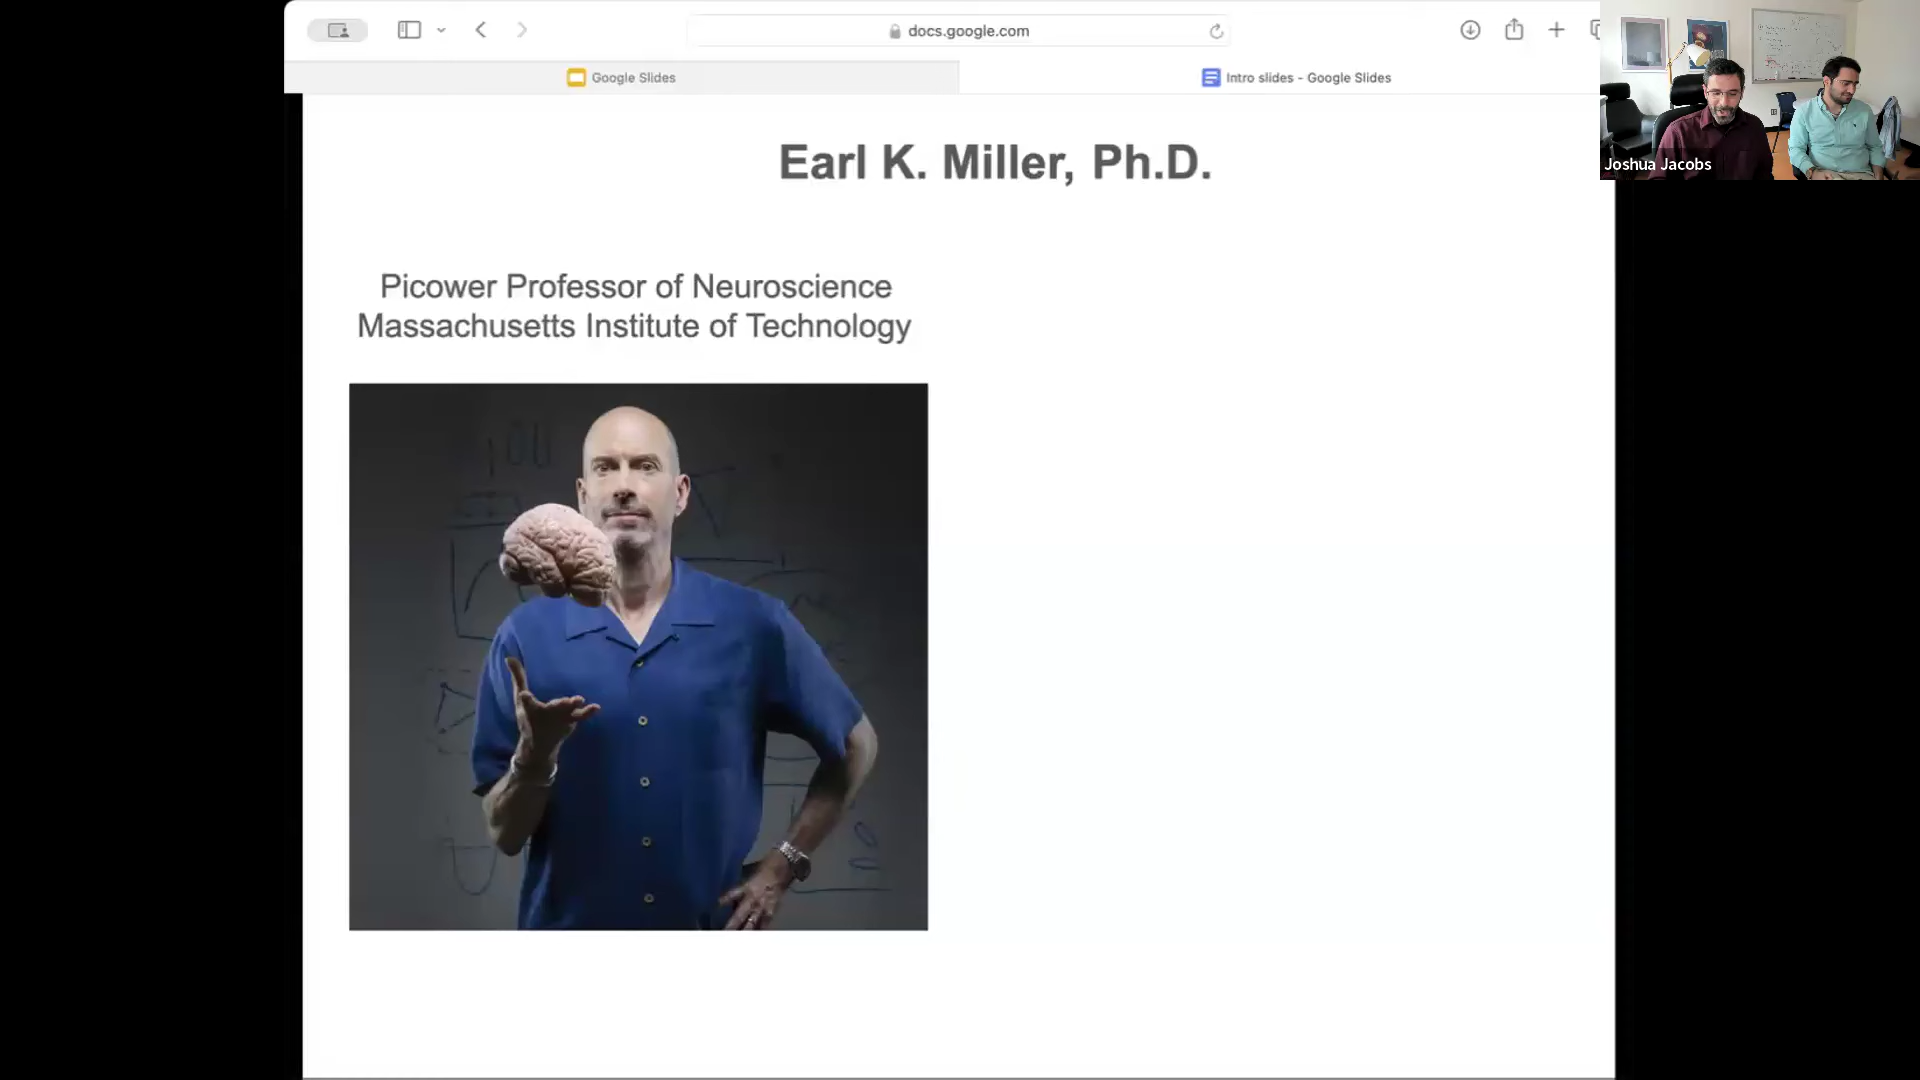 docs.google.com
Google Slides
Intro slides - Google Slides
Joshua Jacobs
Earl K. Miller, Ph.D.
Picower Professor of Neuroscience
Massachusetts Institute of Technology